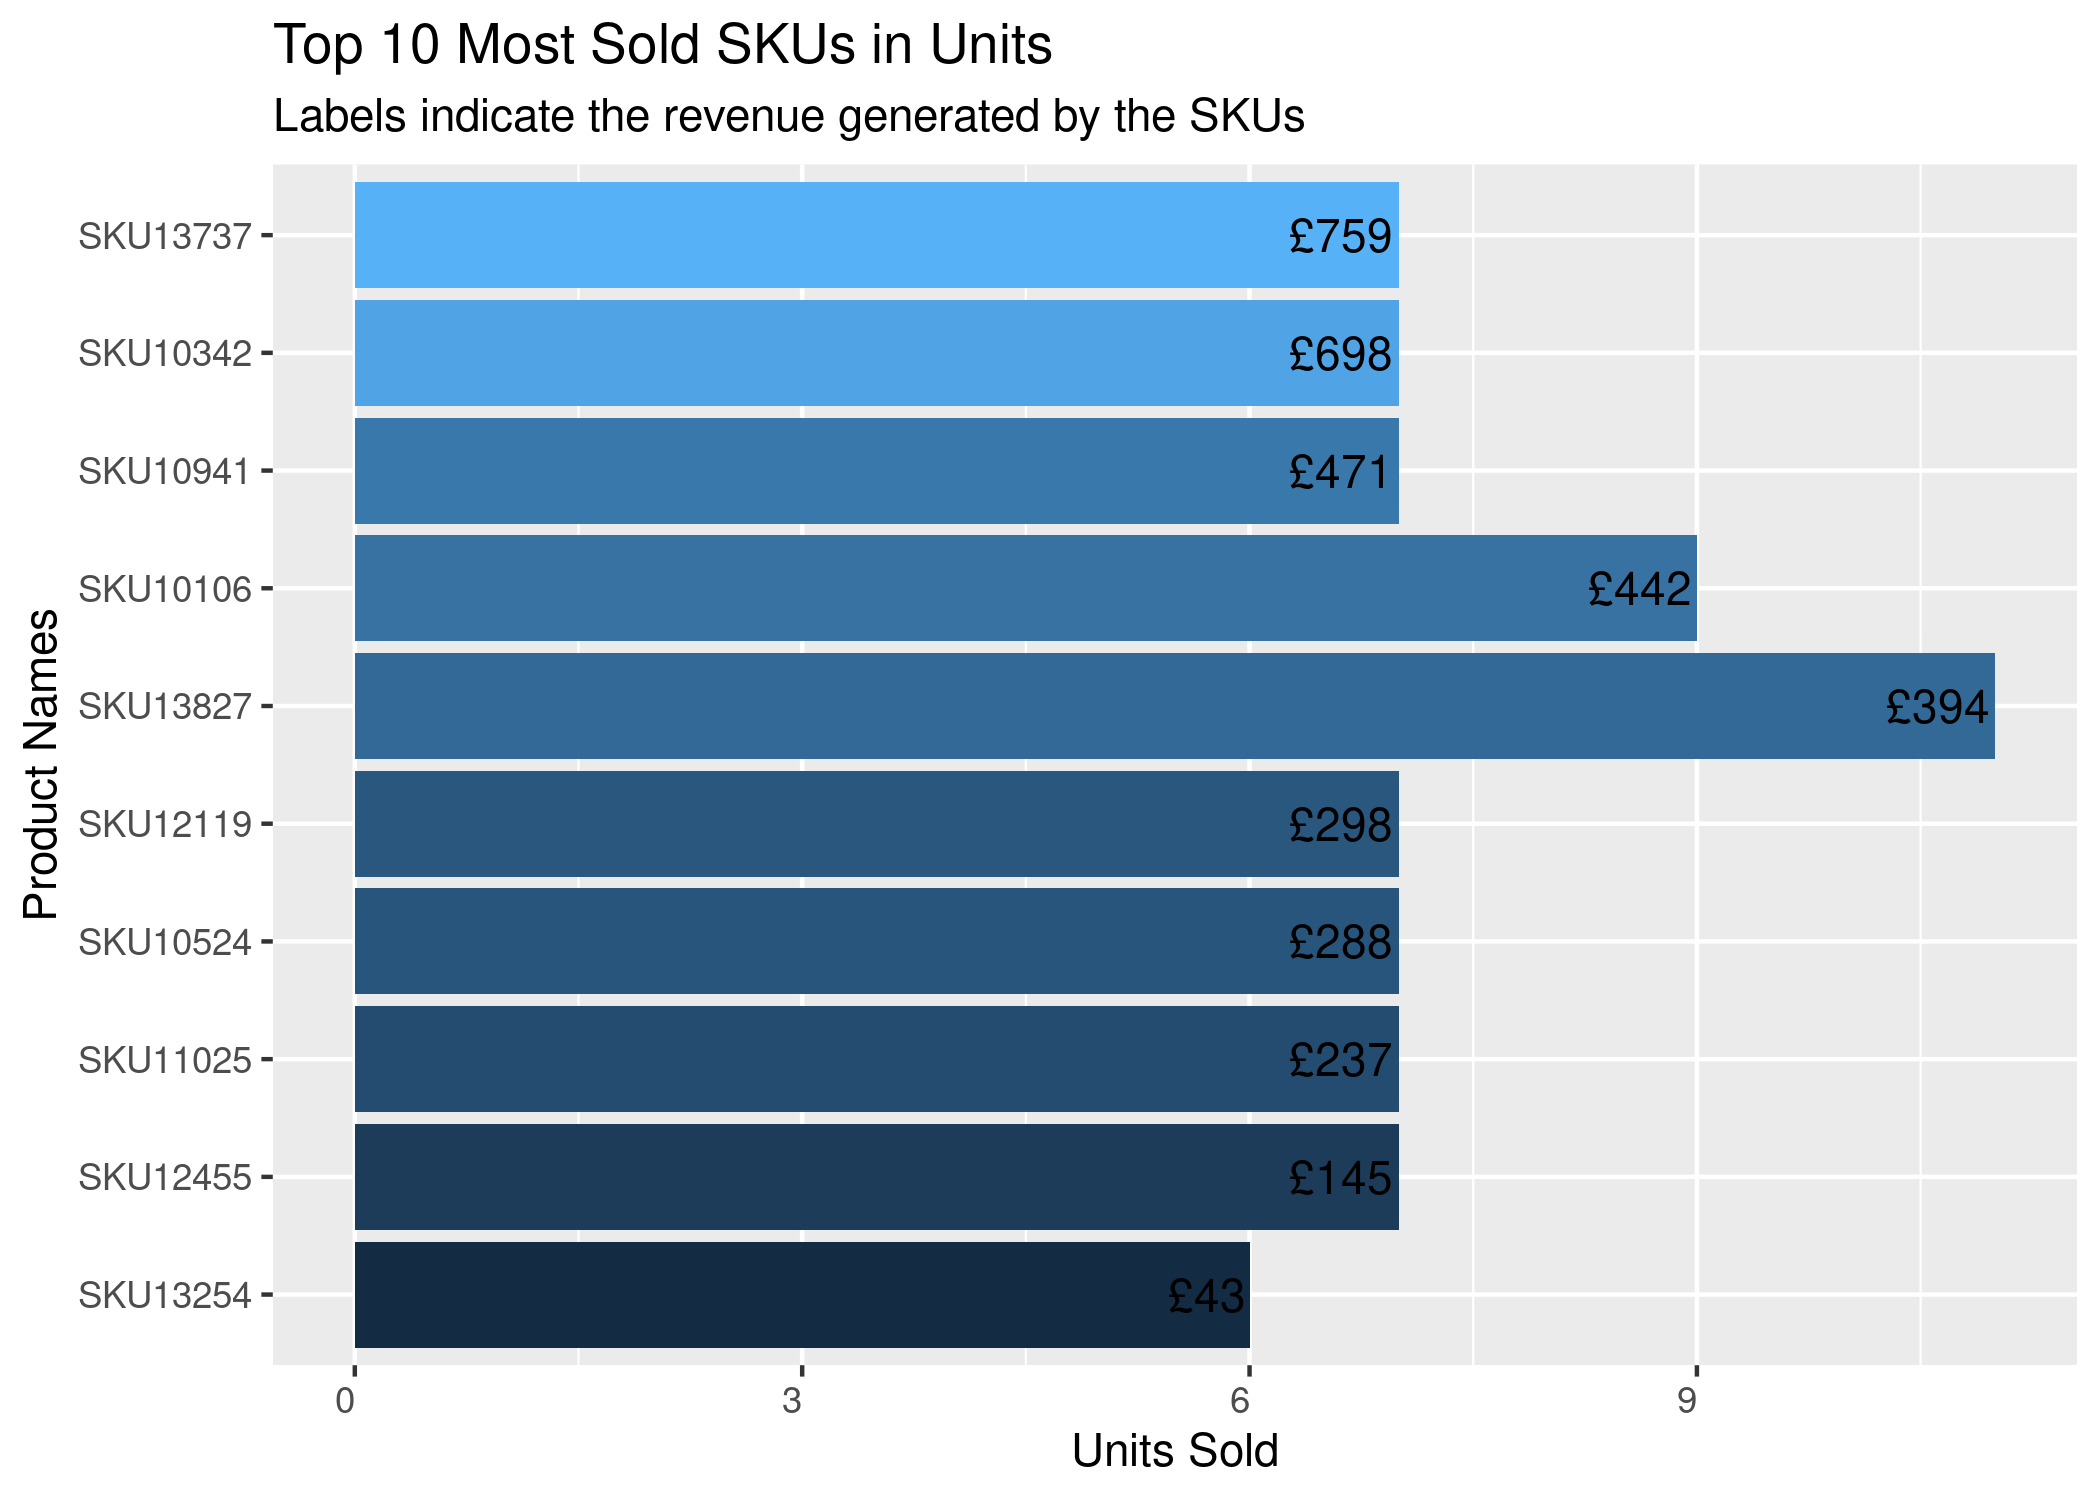 Top 10 Most Sold SKUs in Units
Labels indicate the revenue generated by the SKUs
Product Names
SKU13737 £759
SKU10342 £698
SKU10941 £471
SKU10106 £442
SKU13827 £394
SKU12119 £298
SKU10524 £288
SKU11025 £237
SKU12455 £145
SKU13254 £43
0 3 6 9
Units Sold